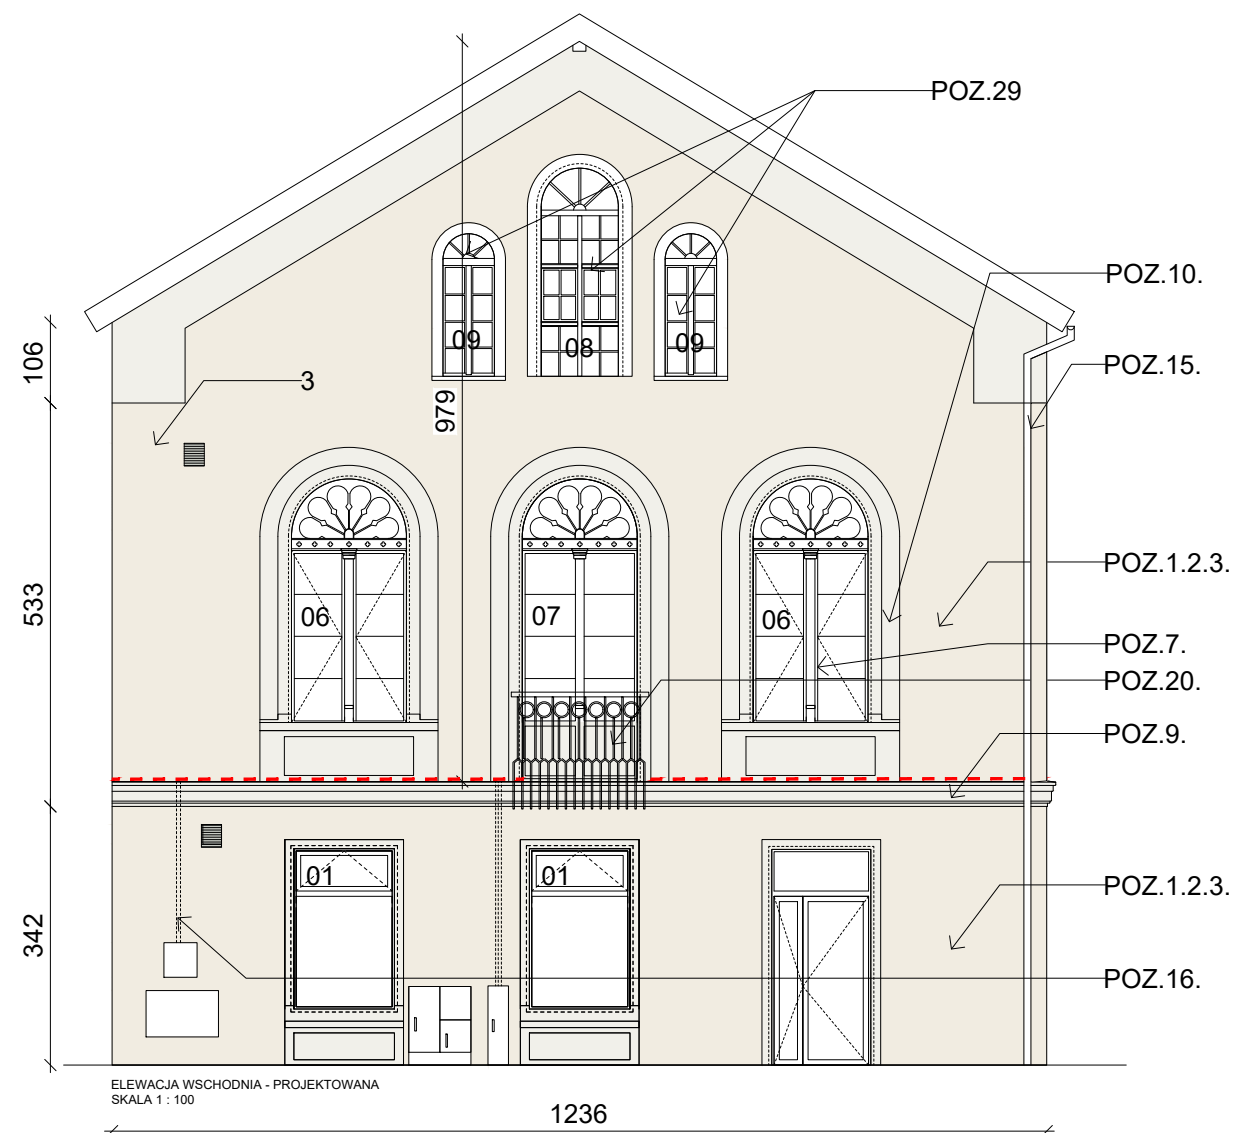 POZ.29
POZ.10.
09
08
09
106
POZ.15.
3
979
POZ.1.2.3.
533
06
07
06
POZ.7.
POZ.20.
POZ.9.
01
01
POZ.1.2.3.
342
POZ.16.
ELEWACJA WSCHODNIA - PROJEKTOWANA
SKALA 1 : 100
1236